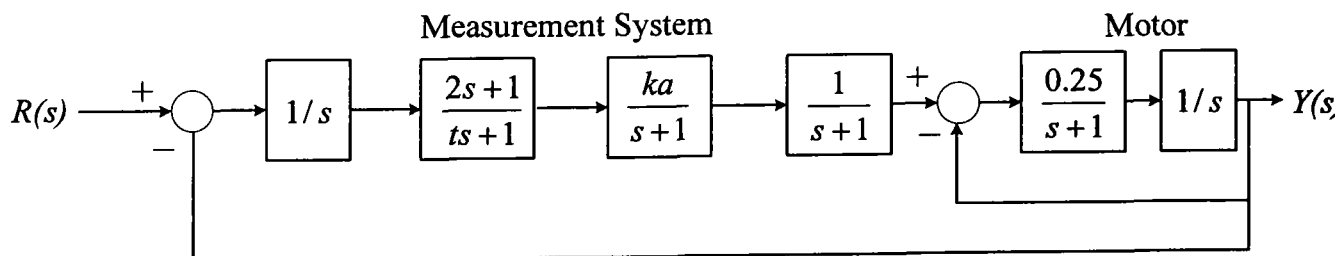 Measurement System
Motor
R(s)
+
−
1/s
2s+1
ts+1
ka
s+1
1
s+1
+
−
0.25
s+1
1/s
Y(s)